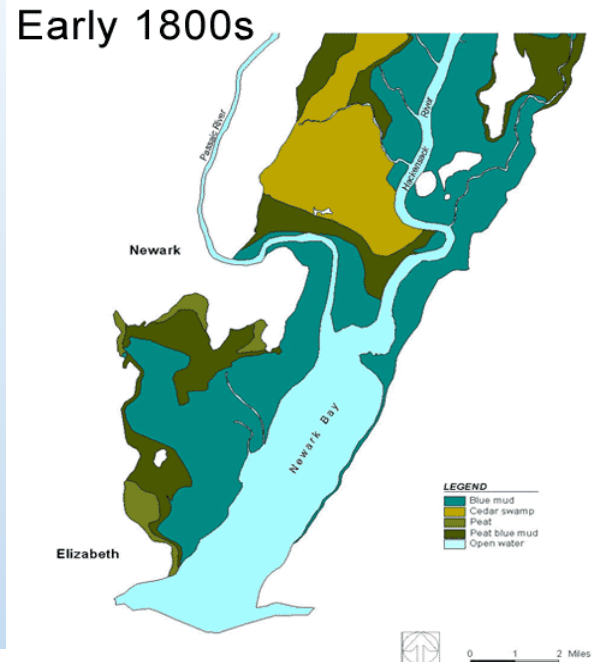 Early 1800s
Passaic River
Hackensack River
Newark
Newark Bay
LEGEND
Blue mud
Cedar swamp
Peat
Peat blue mud
Open water
Elizabeth
0 1 2 Miles